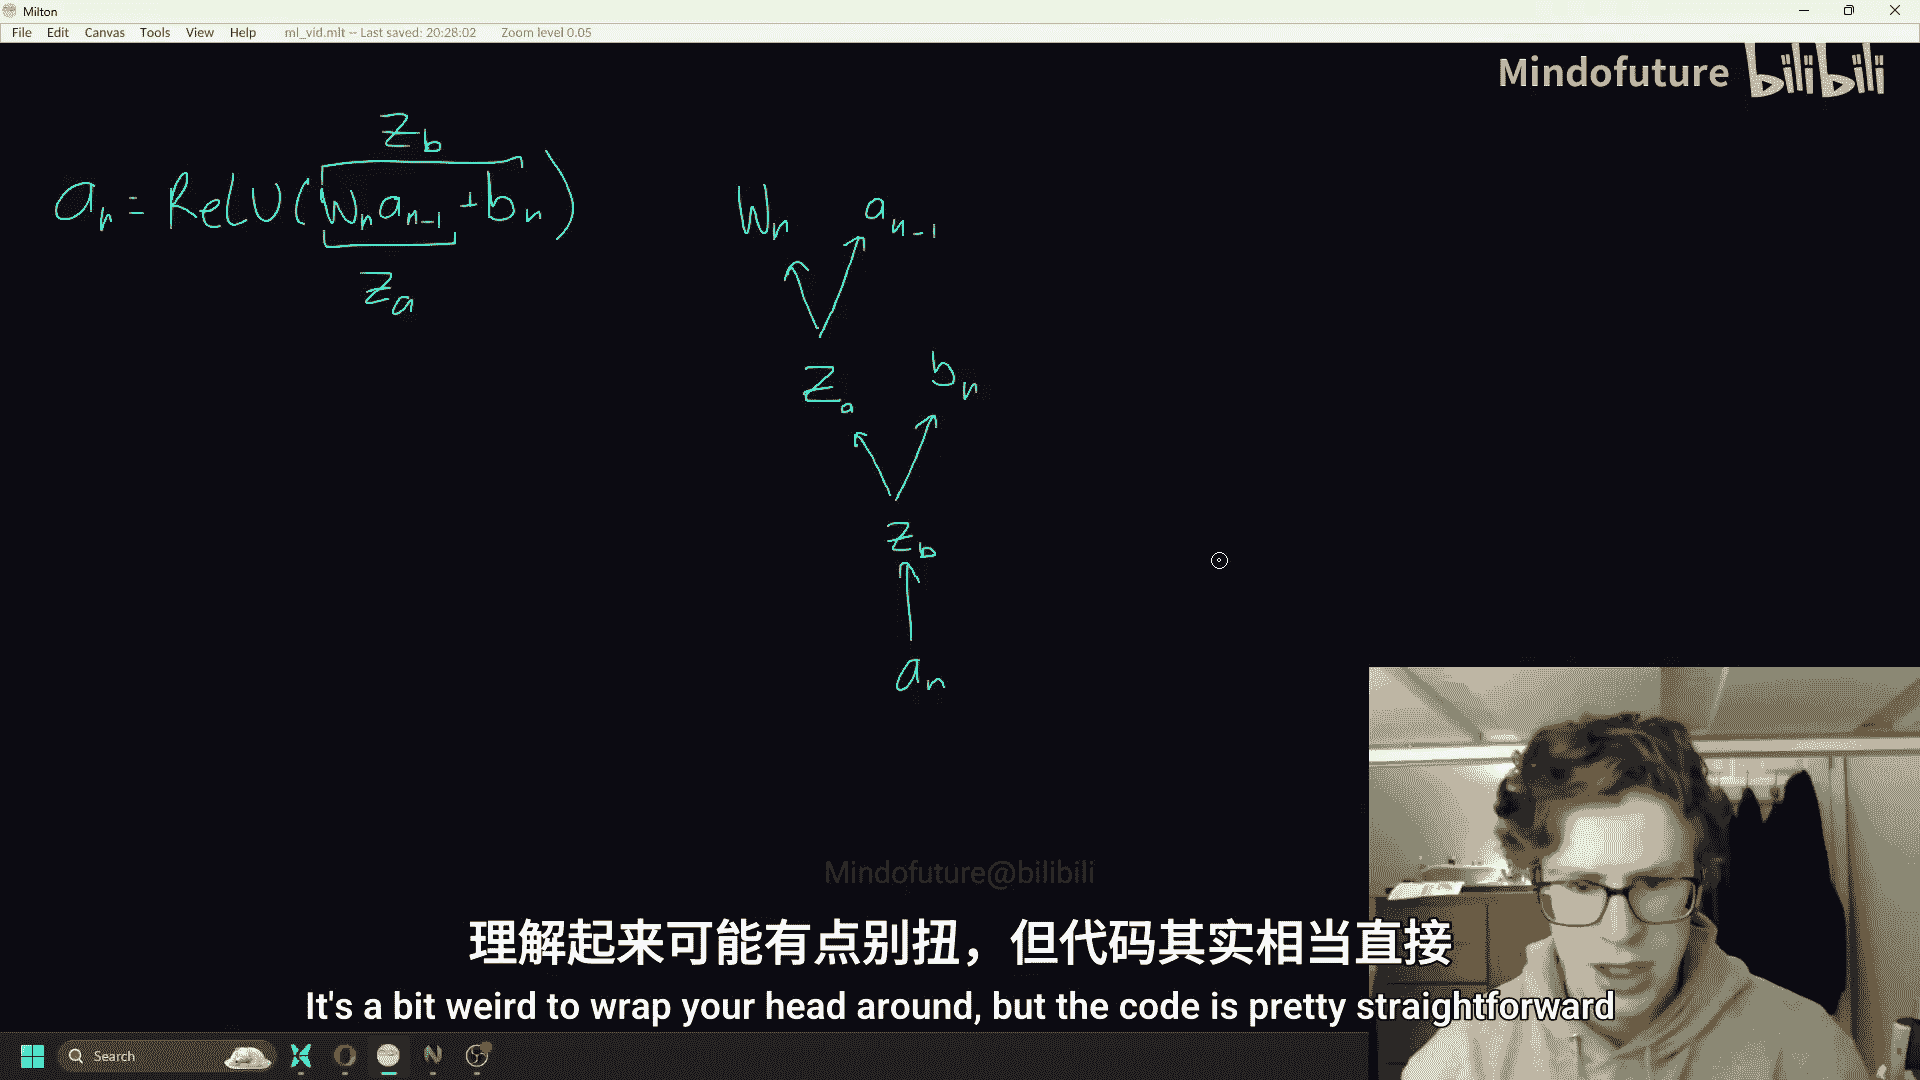 Milton
File Edit Canvas Tools View Help ml_vid.mlt -- Last saved: 20:28:02 Zoom level 0.05
Mindofuture bilibili
z_b
a_n = ReLU(W_n a_{n-1} + b_n)
z_a
W_n a_{n-1}
z_a b_n
z_b
a_n
Mindofuture@bilibili
理解起来可能有点别扭，但代码其实相当直接
It's a bit weird to wrap your head around, but the code is pretty straightforward
Search